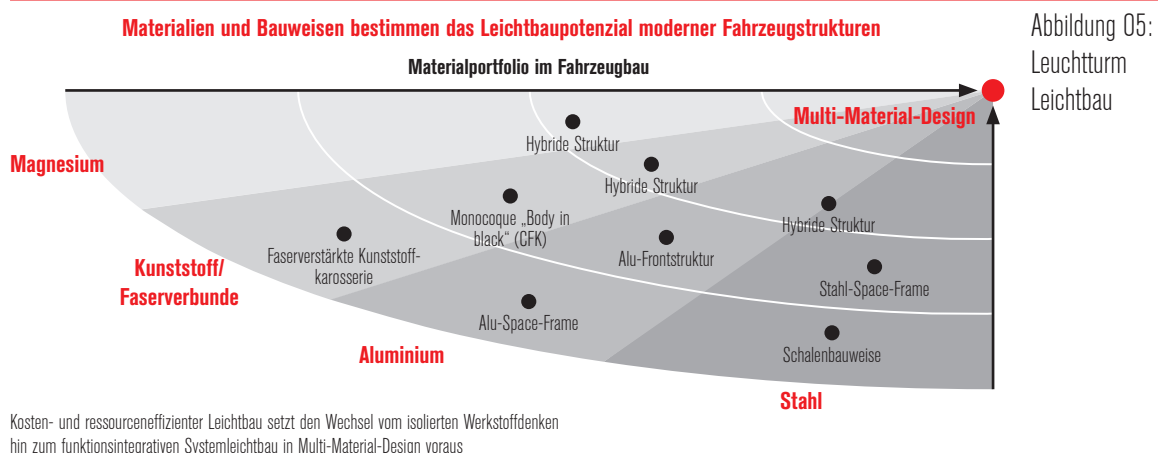 Materialien und Bauweisen bestimmen das Leichtbaupotenzial moderner Fahrzeugstrukturen
Abbildung 05:
Leuchtturm
Leichtbau
Materialportfolio im Fahrzeugbau
Multi-Material-Design
Hybride Struktur
Magnesium
Hybride Struktur
Monocoque „Body in
black“ (CFK)
Hybride Struktur
Faserverstärkte Kunststoff-
karosserie
Alu-Frontstruktur
Kunststoff/
Faserverbunde
Stahl-Space-Frame
Alu-Space-Frame
Aluminium
Schalenbauweise
Stahl
Kosten- und ressourceneffizienter Leichtbau setzt den Wechsel vom isolierten Werkstoffdenken
hin zum funktionsintegrativen Systemleichtbau in Multi-Material-Design voraus